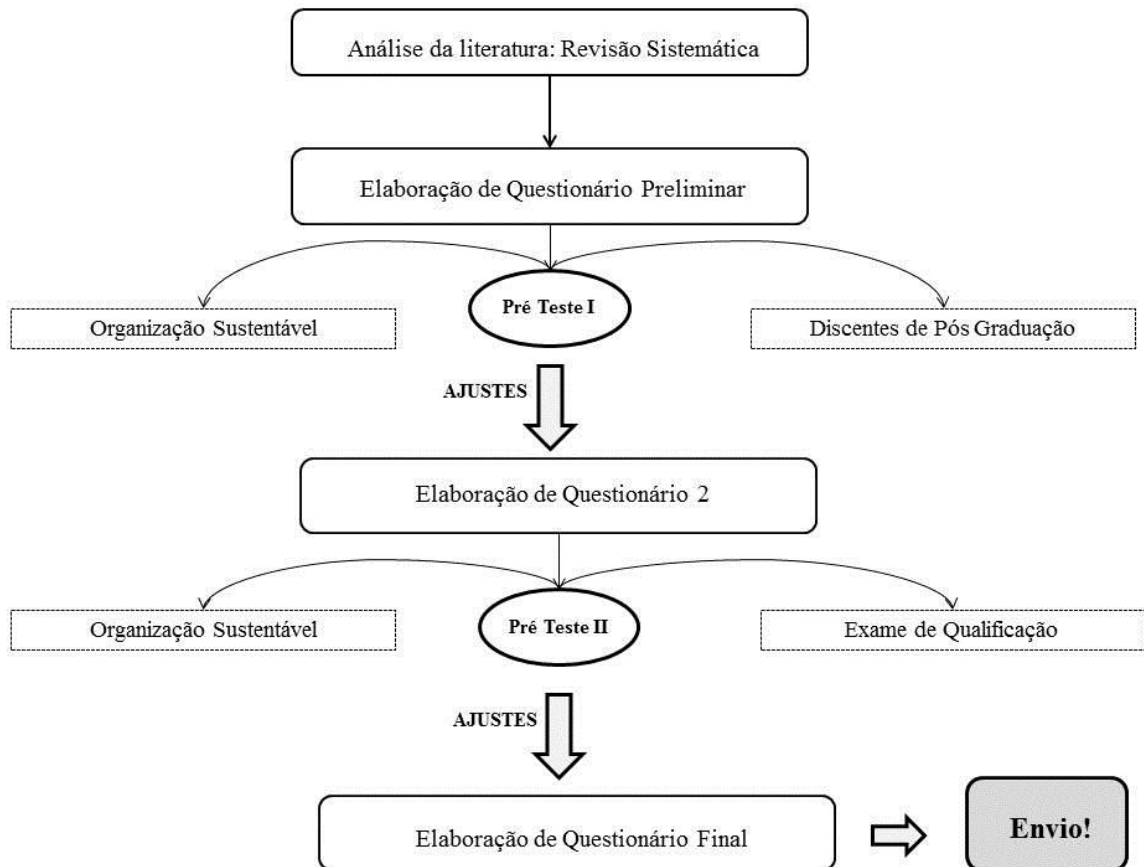 Análise da literatura: Revisão Sistemática
Elaboração de Questionário Preliminar
Organização Sustentável
Pré Teste I
Discentes de Pós Graduação
AJUSTES
Elaboração de Questionário 2
Organização Sustentável
Pré Teste II
Exame de Qualificação
AJUSTES
Elaboração de Questionário Final
Envio!